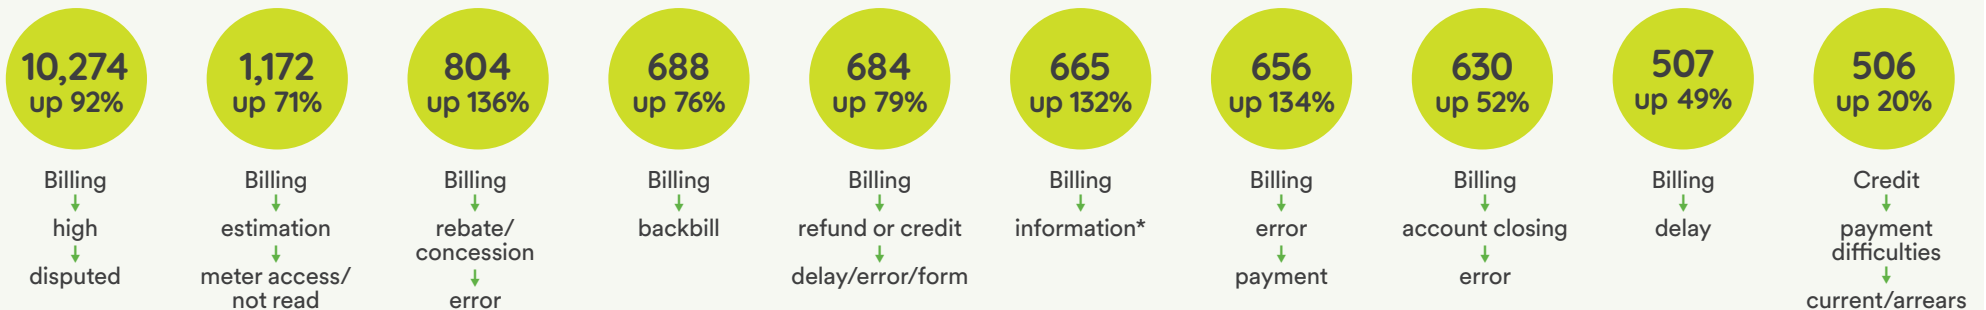 10,274
up 92%
Billing
high
disputed
1,172
up 71%
Billing
estimation
meter access/
not read
804
up 136%
Billing
rebate/
concession
error
688
up 76%
Billing
backbill
684
up 79%
Billing
refund or credit
delay/error/form
665
up 132%
Billing
information*
656
up 134%
Billing
error
payment
630
up 52%
Billing
account closing
error
507
up 49%
Billing
delay
506
up 20%
Credit
payment
difficulties
current/arrears